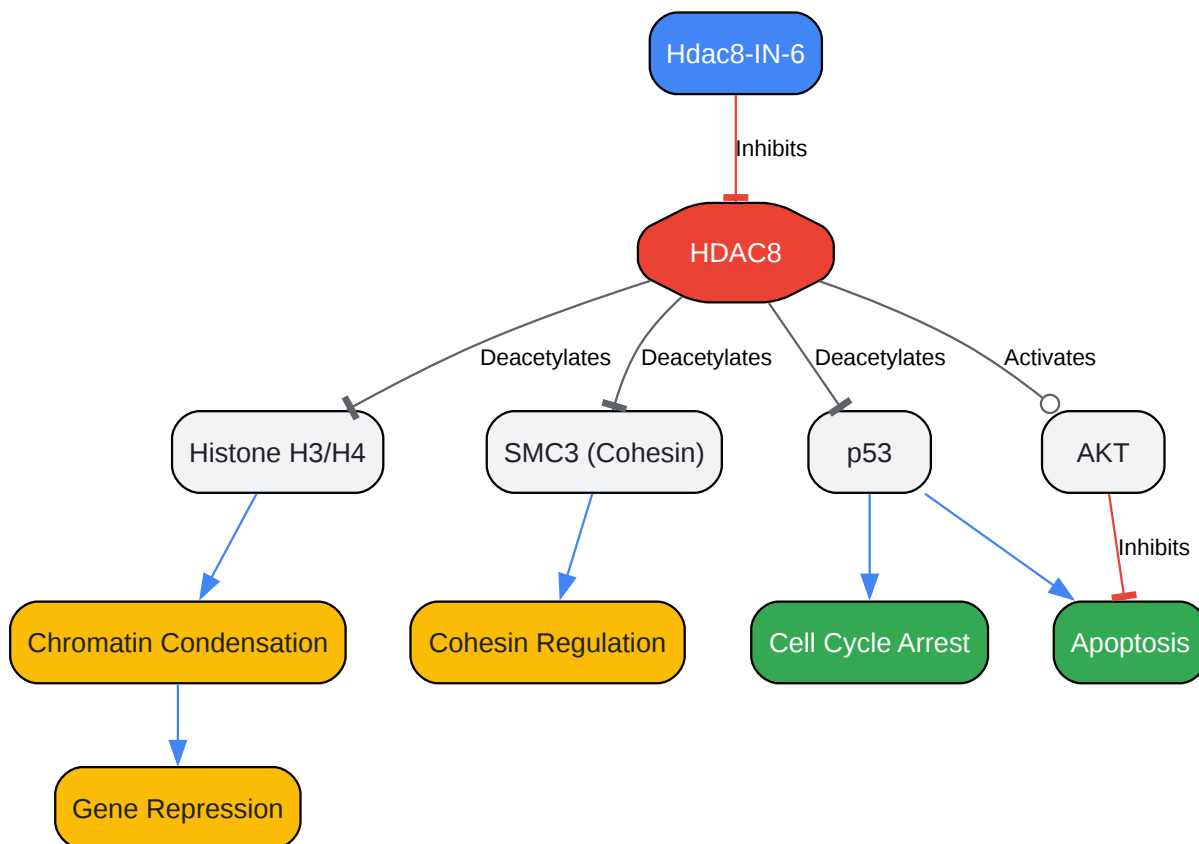 Hdac8-IN-6
Inhibits
HDAC8
Deacetylates
Deacetylates
Deacetylates
Activates
Histone H3/H4
SMC3 (Cohesin)
p53
AKT
Inhibits
Chromatin Condensation
Cohesin Regulation
Cell Cycle Arrest
Apoptosis
Gene Repression